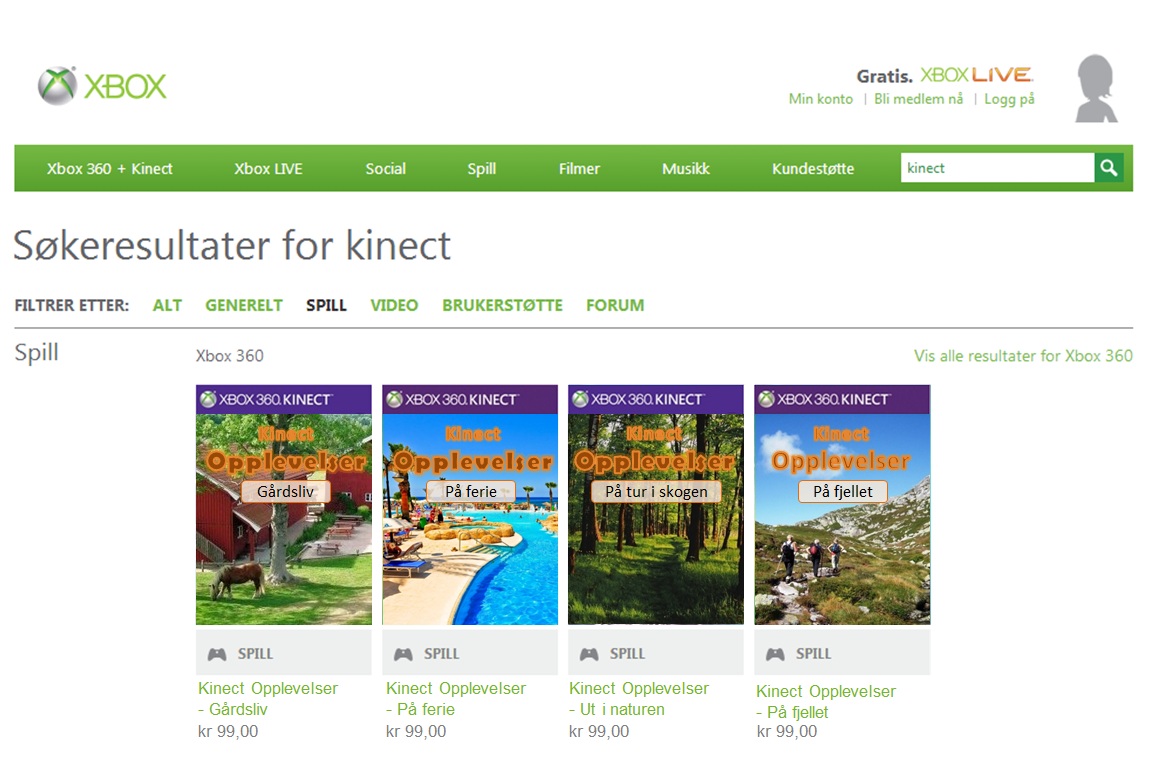 XBOX
Gratis. XBOX LIVE
Min konto | Bli medlem nå | Logg på
Xbox 360 + Kinect Xbox LIVE Social Spill Filmer Musikk Kundestøtte kinect
Søkeresultater for kinect
FILTRER ETTER: ALT GENERELT SPILL VIDEO BRUKERSTØTTE FORUM
Spill
Xbox 360
Vis alle resultater for Xbox 360
XBOX 360. KINECT™
Kinect
Opplevelser
Gårdsliv
SPILL
Kinect Opplevelser
- Gårdsliv
kr 99,00
XBOX 360. KINECT™
Kinect
Opplevelser
På ferie
SPILL
Kinect Opplevelser
- På ferie
kr 99,00
XBOX 360. KINECT™
Kinect
Opplevelser
På tur i skogen
SPILL
Kinect Opplevelser
- Ut i naturen
kr 99,00
XBOX 360. KINECT™
Kinect
Opplevelser
På fjellet
SPILL
Kinect Opplevelser
- På fjellet
kr 99,00